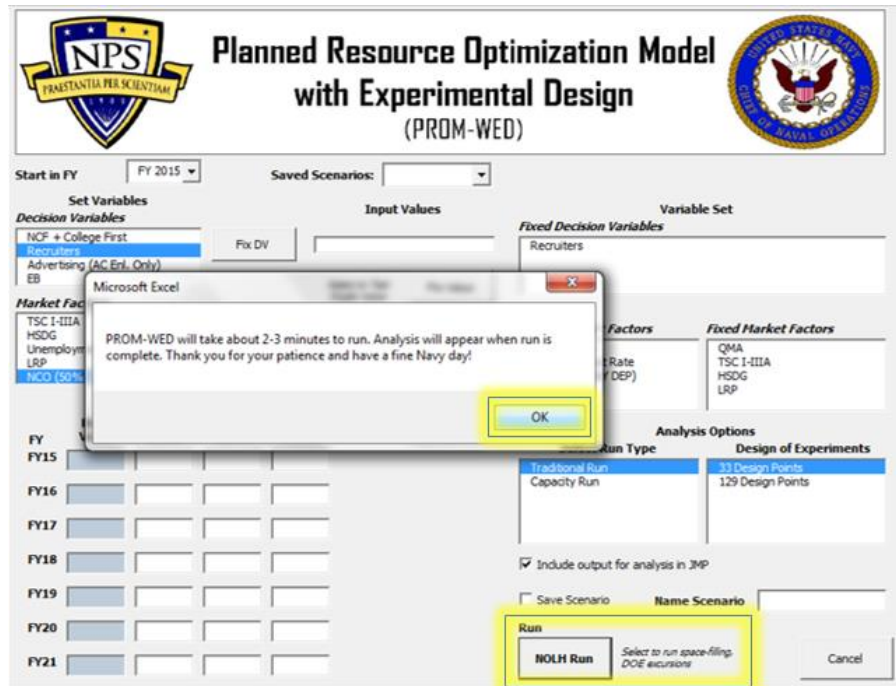 NPS
PRAESTANTIA PER SCIENTIAM
1909
Planned Resource Optimization Model
with Experimental Design
(PROM-WED)
UNITED STATES NAVY
CHIEF OF NAVAL OPERATIONS
Start in FY
FY 2015
Saved Scenarios:
Set Variables
Decision Variables
NCF + College First
Recruiters
Advertising (AC Enl. Only)
EB
Fix DV
Input Values
Variable Set
Fixed Decision Variables
Recruiters
Microsoft Excel
PROM-WED will take about 2-3 minutes to run. Analysis will appear when run is
complete. Thank you for your patience and have a fine Navy day!
OK
Market Fac
TSC I-IIIA
HSDG
Unemploym
LRP
NCO (50%
Factors
Rate
DEP)
Fixed Market Factors
QMA
TSC I-IIIA
HSDG
LRP
Analysis Options
Run Type
Traditional Run
Capacity Run
Design of Experiments
33 Design Points
129 Design Points
FY
FY15
FY16
FY17
FY18
FY19
FY20
FY21
Include output for analysis in JMP
Save Scenario
Name Scenario
Run
NOLH Run
Select to run space-filling,
DOE excursions
Cancel